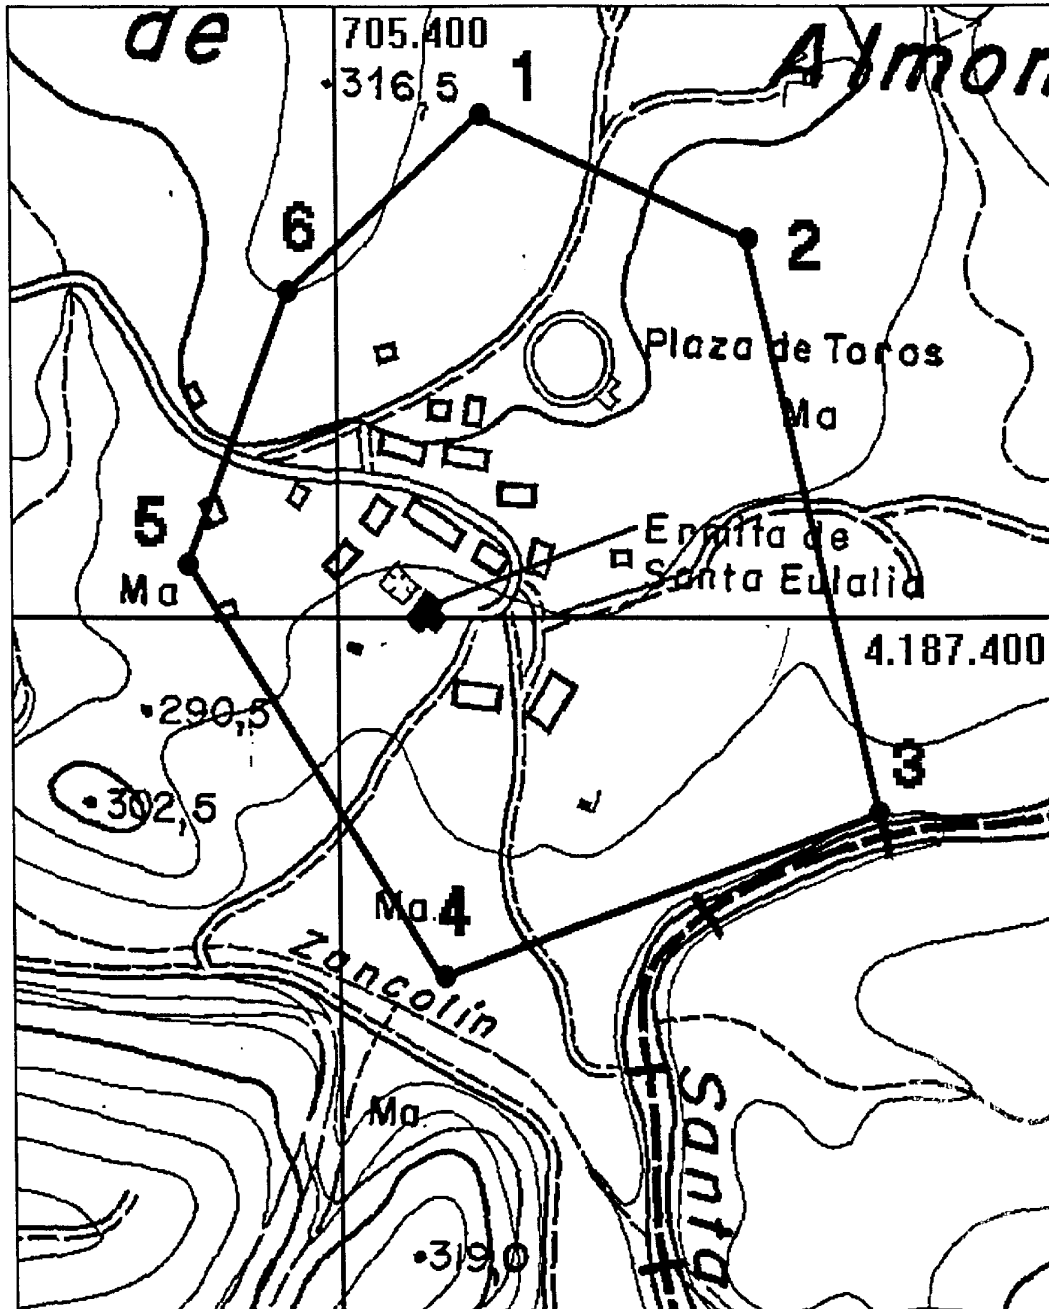 de
705.400
Almon
316,5
1
6
2
Plaza de Toros
Ma
5
Ermita de
Santa Eulalia
Ma
4.187.400
290,5
3
302,5
Ma.
4
Zancolín
Ma.
Santa
319,0